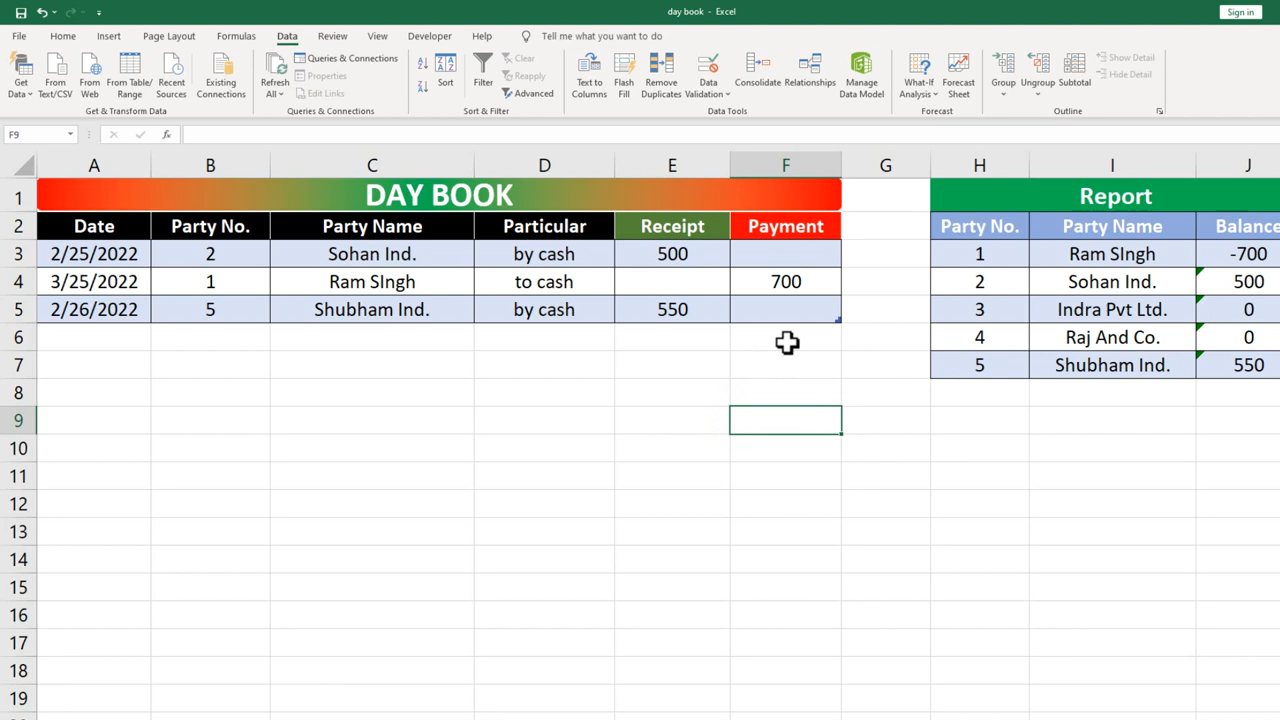 day book - Excel
Sign in
File Home Insert Page Layout Formulas Data Review View Developer Help Tell me what you want to do
Get Data From Text/CSV From Web From Table/Range Recent Sources Existing Connections
Refresh All Queries & Connections Properties Edit Links
Sort Filter Clear Reapply Advanced
Text to Columns Flash Fill Remove Duplicates Data Validation Consolidate Relationships Manage Data Model
What-If Analysis Forecast Sheet Group Ungroup Subtotal Show Detail Hide Detail
Get & Transform Data Queries & Connections Sort & Filter Data Tools Forecast Outline
F9 fx
A B C D E F G H I J
1 DAY BOOK Report
2 Date Party No. Party Name Particular Receipt Payment Party No. Party Name Balance
3 2/25/2022 2 Sohan Ind. by cash 500 1 Ram SIngh -700
4 3/25/2022 1 Ram SIngh to cash 700 2 Sohan Ind. 500
5 2/26/2022 5 Shubham Ind. by cash 550 3 Indra Pvt Ltd. 0
6 4 Raj And Co. 0
7 5 Shubham Ind. 550
8
9
10
11
12
13
14
15
16
17
18
19